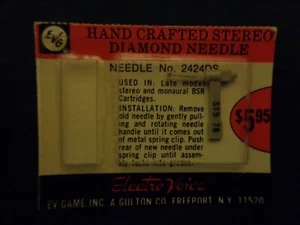 EVG
HAND CRAFTED STEREO
DIAMOND NEEDLE
NEEDLE No. 2424DS
USED IN: Late model
stereo and monaural BSR
Cartridges.
INSTALLATION: Remove
old needle by gently pull-
ing and rotating needle
handle until it comes out
of metal spring clip. Push
rear of new needle under
spring clip until assem-
$5.95
Electro Voice
EV GAME INC. A GULTON CO. FREEPORT, N.Y. 11520